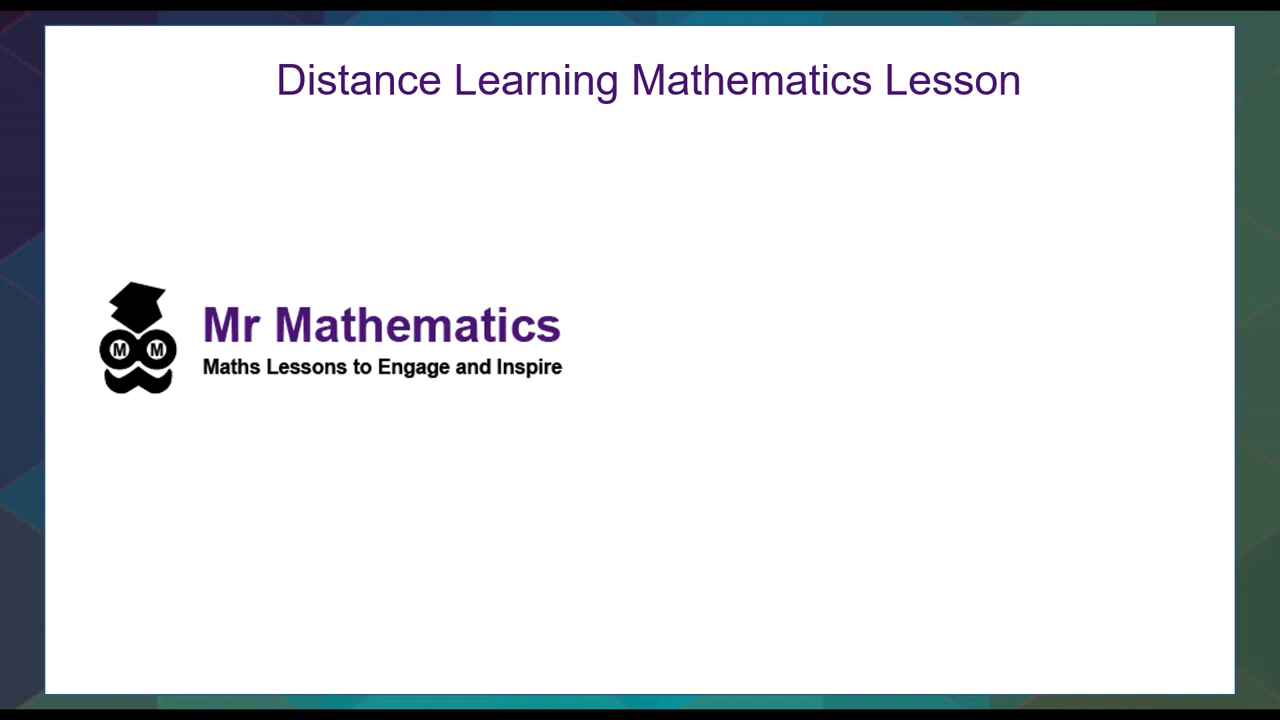 Distance Learning Mathematics Lesson
M M
Mr Mathematics
Maths Lessons to Engage and Inspire